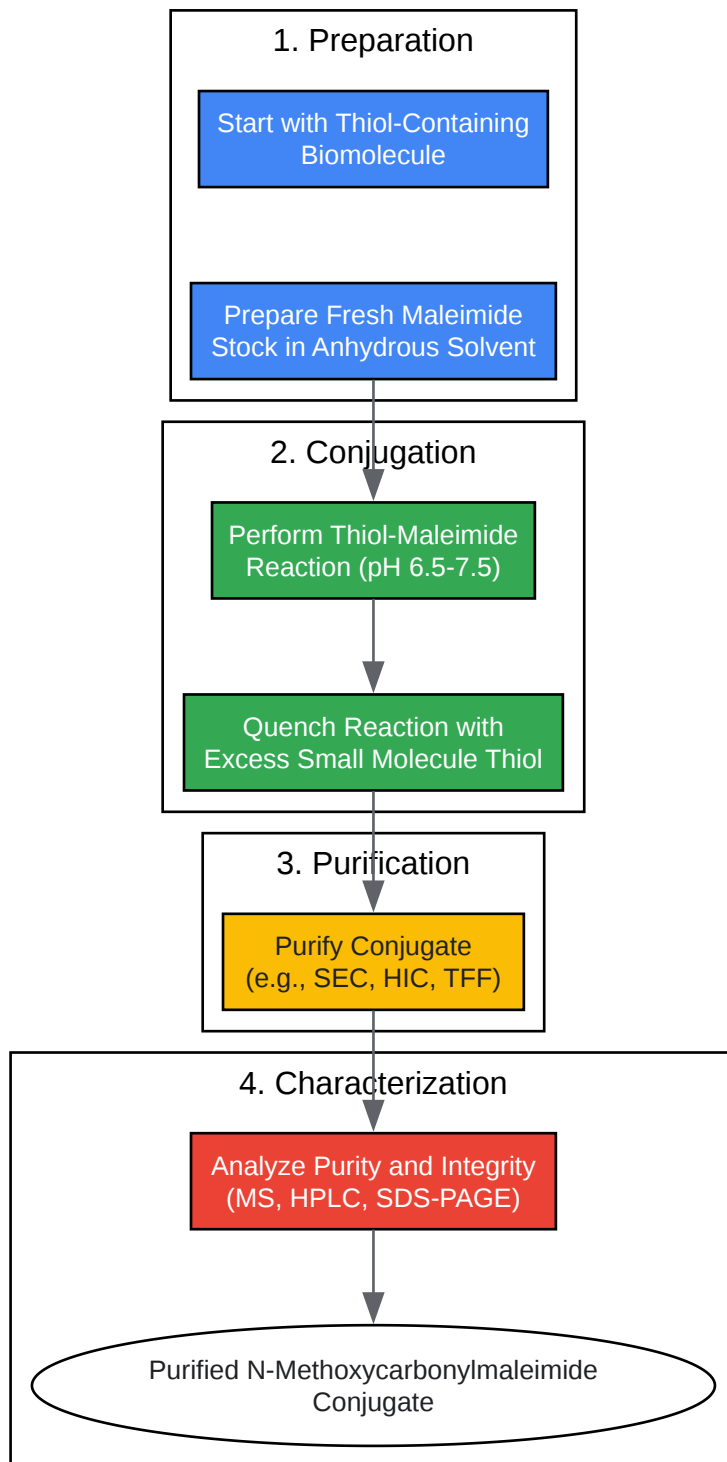 1. Preparation
Start with Thiol-Containing
Biomolecule
Prepare Fresh Maleimide
Stock in Anhydrous Solvent
2. Conjugation
Perform Thiol-Maleimide
Reaction (pH 6.5-7.5)
Quench Reaction with
Excess Small Molecule Thiol
3. Purification
Purify Conjugate
(e.g., SEC, HIC, TFF)
4. Characterization
Analyze Purity and Integrity
(MS, HPLC, SDS-PAGE)
Purified N-Methoxycarbonylmaleimide
Conjugate